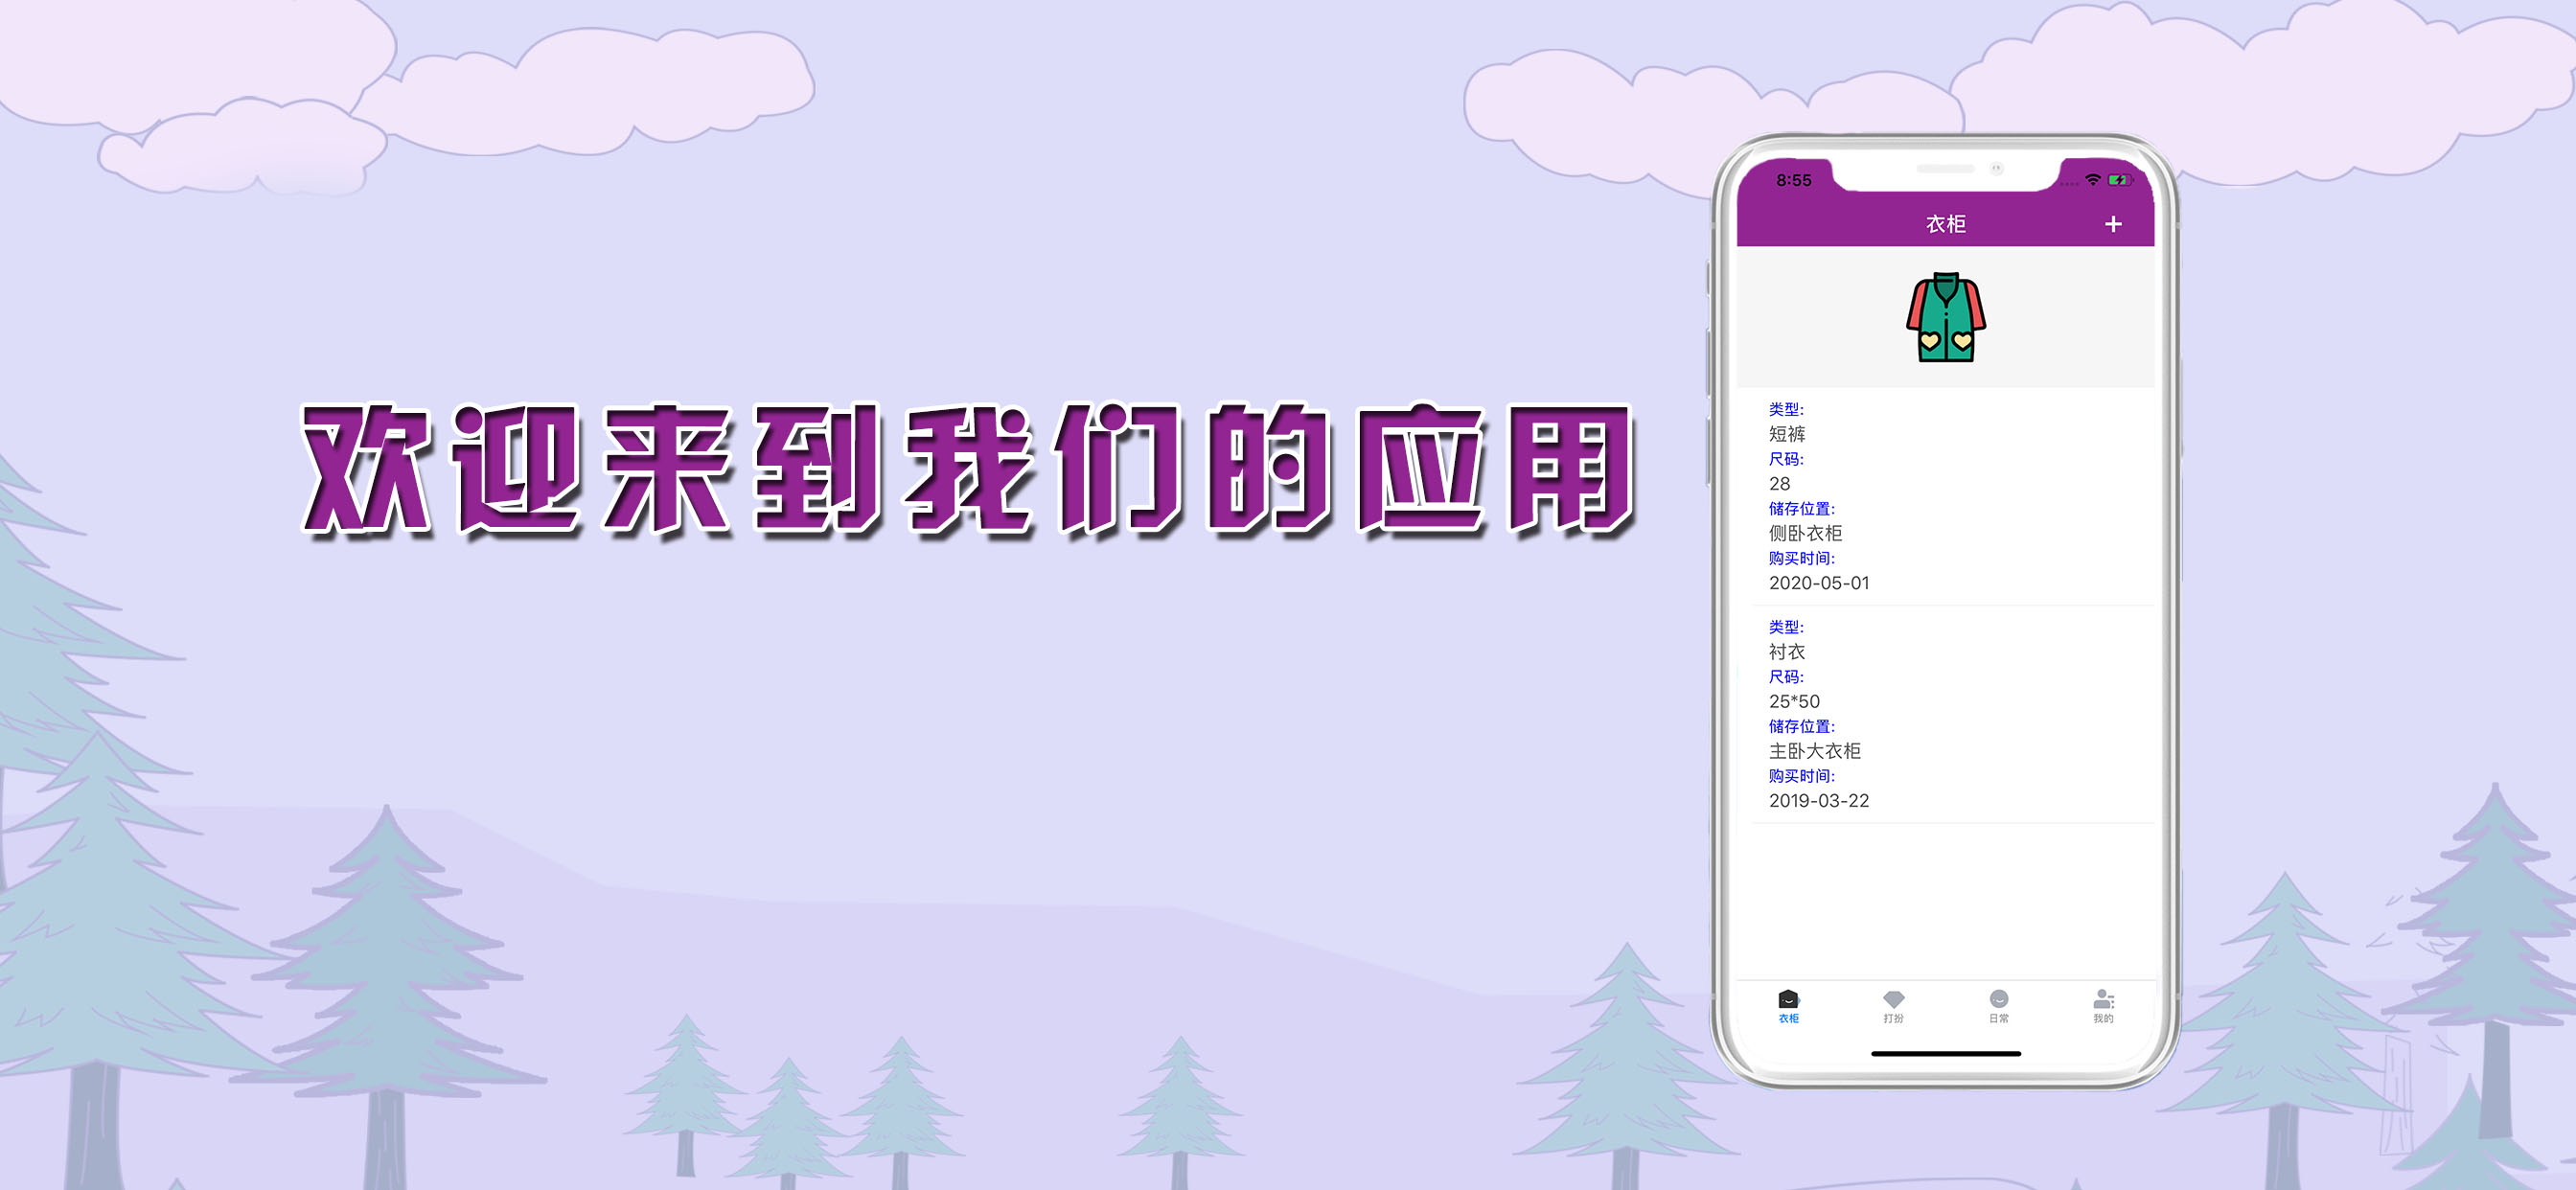 欢迎来到我们的应用
8:55
衣柜
+
类型:
短裤
尺码:
28
储存位置:
侧卧衣柜
购买时间:
2020-05-01
类型:
衬衣
尺码:
25*50
储存位置:
主卧大衣柜
购买时间:
2019-03-22
衣柜 打扮 日常 我的